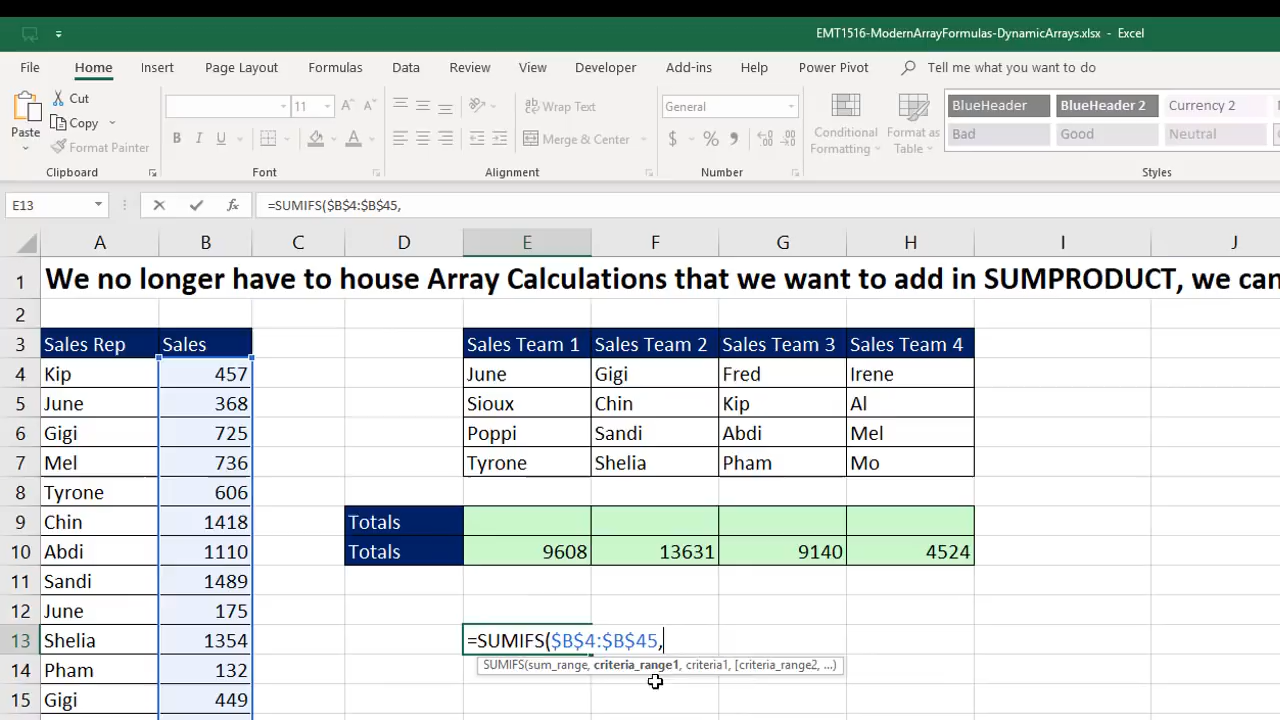 EMT1516-ModernArrayFormulas-DynamicArrays.xlsx - Excel
File Home Insert Page Layout Formulas Data Review View Developer Add-ins Help Power Pivot Tell me what you want to do
Cut
Copy
Format Painter
Paste
Clipboard
11
A A
B I U
A
Font
Wrap Text
Merge & Center
Alignment
General
$ % ,
Number
Conditional Formatting
Format as Table
BlueHeader BlueHeader 2 Currency 2
Bad Good Neutral
Styles
E13 fx =SUMIFS($B$4:$B$45,
A B C D E F G H I J
1 We no longer have to house Array Calculations that we want to add in SUMPRODUCT, we can
2
3 Sales Rep Sales Sales Team 1 Sales Team 2 Sales Team 3 Sales Team 4
4 Kip 457 June Gigi Fred Irene
5 June 368 Sioux Chin Kip Al
6 Gigi 725 Poppi Sandi Abdi Mel
7 Mel 736 Tyrone Shelia Pham Mo
8 Tyrone 606
9 Chin 1418 Totals
10 Abdi 1110 Totals 9608 13631 9140 4524
11 Sandi 1489
12 June 175
13 Shelia 1354 =SUMIFS($B$4:$B$45,
SUMIFS(sum_range, criteria_range1, criteria1, [criteria_range2, ...)
14 Pham 132
15 Gigi 449